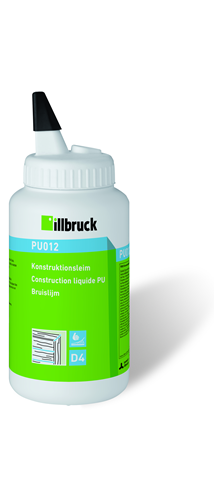 illbruck
PU012
Konstruktionsleim
Construction liquide PU
Bruislijm
D4